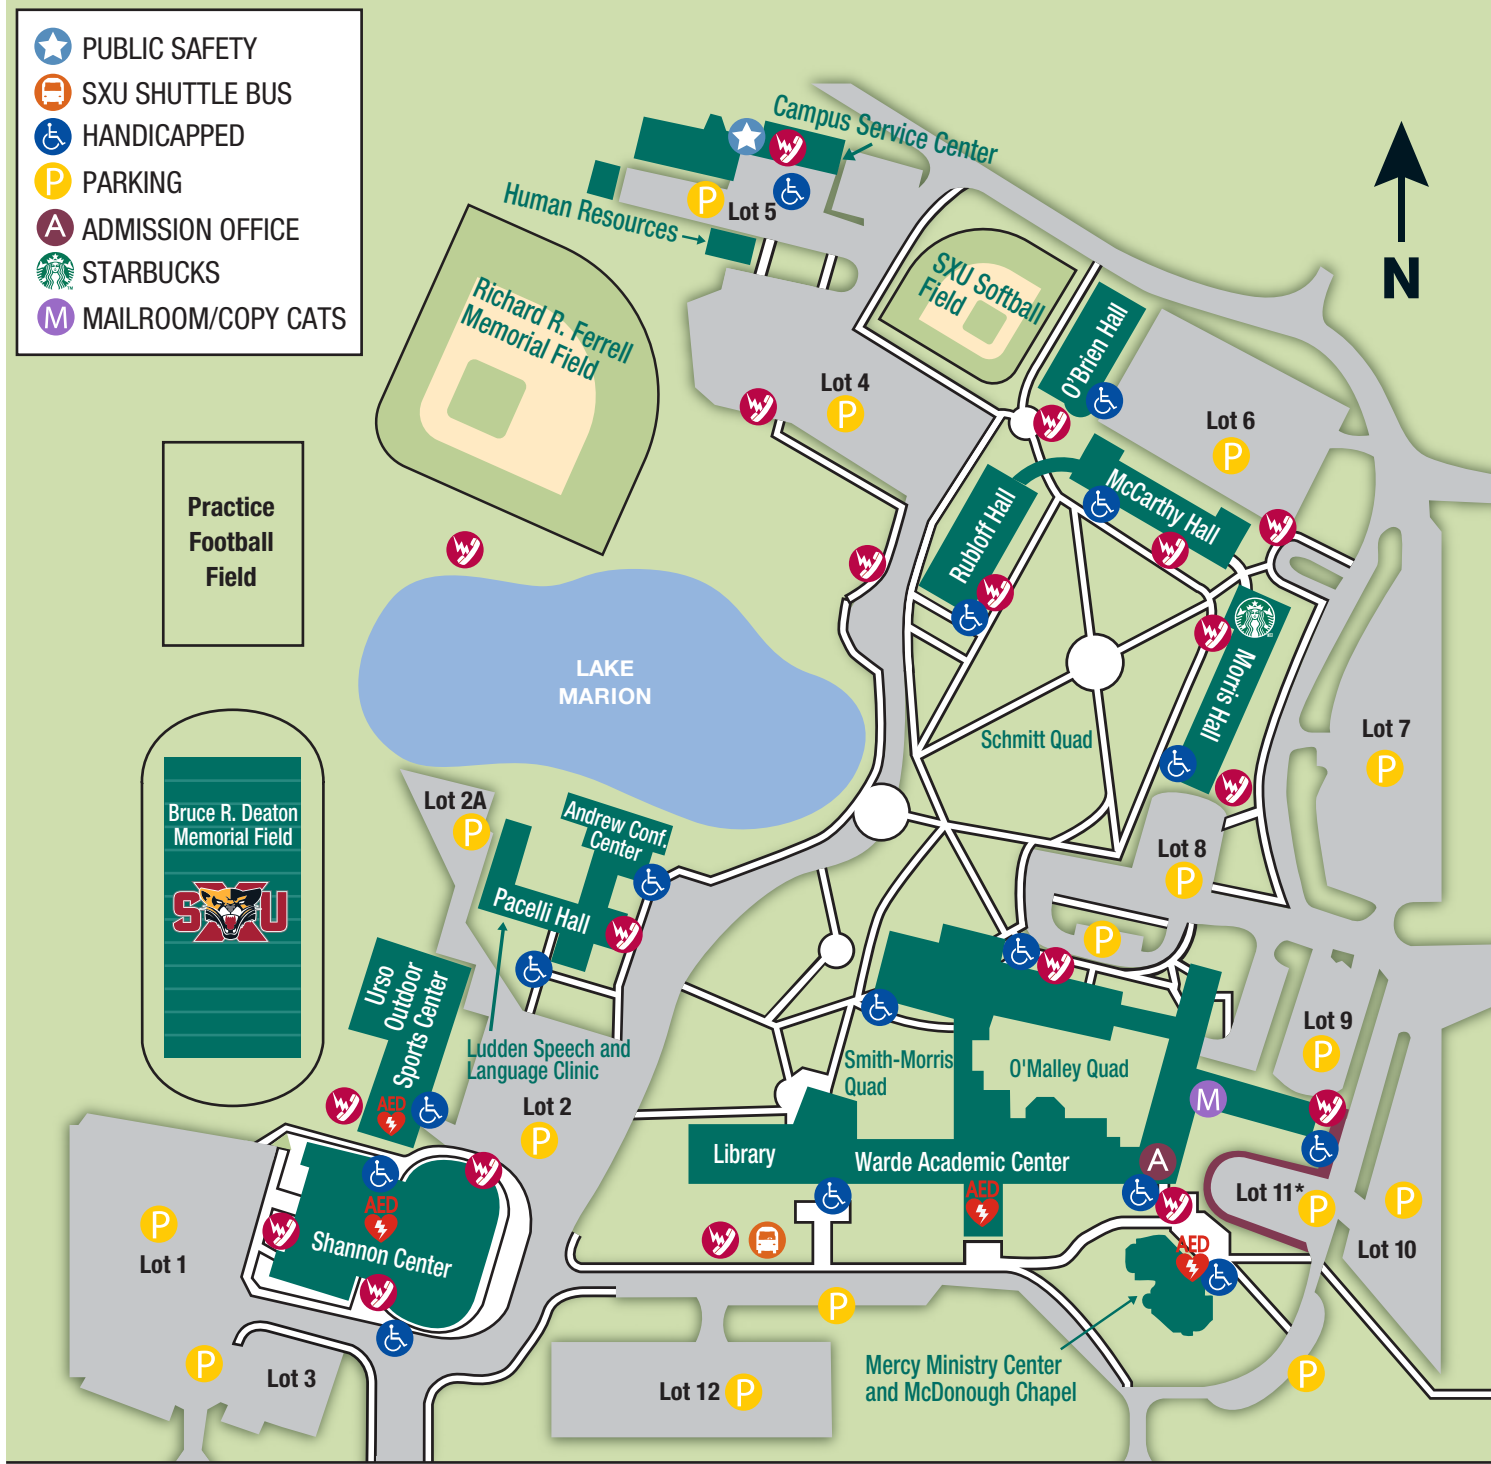 PUBLIC SAFETY
SXU SHUTTLE BUS
HANDICAPPED
P
PARKING
A
ADMISSION OFFICE
STARBUCKS
M
MAILROOM/COPY CATS
N
Campus Service Center
Human Resources
P
Lot 5
Richard R. Ferrell
Memorial Field
SXU Softball
Field
O'Brien Hall
Lot 4
P
Lot 6
P
McCarthy Hall
Rubloff Hall
Practice
Football
Field
LAKE
MARION
Morris Hall
Schmitt Quad
Lot 7
P
Bruce R. Deaton
Memorial Field
SXU
Lot 2A
P
Andrew Conf.
Center
Pacelli Hall
Lot 8
P
P
Urso
Outdoor
Sports Center
AED
Ludden Speech and
Language Clinic
Smith-Morris
Quad
O'Malley Quad
Lot 9
P
M
Lot 2
P
Library
Warde Academic Center
A
AED
Lot 11*
P
P
Lot 10
AED
Shannon Center
P
Lot 1
AED
P
Mercy Ministry Center
and McDonough Chapel
P
P
Lot 3
Lot 12
P